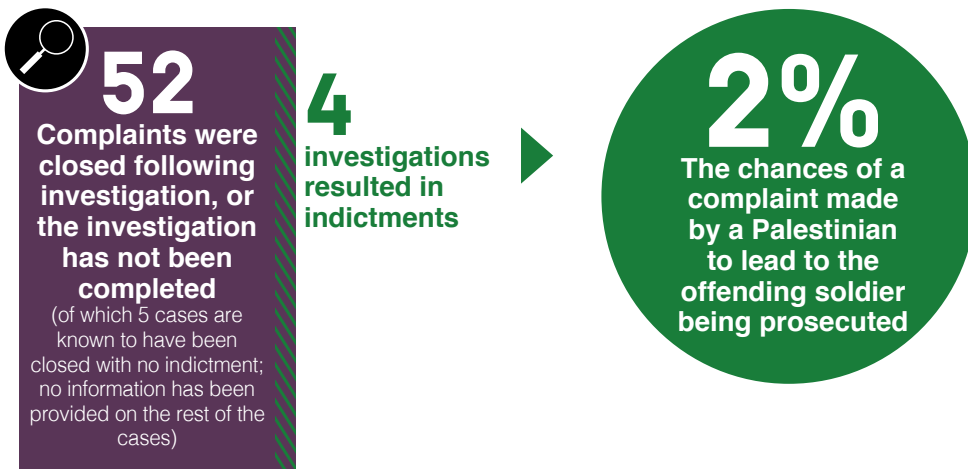 52
Complaints were
closed following
investigation, or
the investigation
has not been
completed
(of which 5 cases are
known to have been
closed with no indictment;
no information has been
provided on the rest of the
cases)
4
investigations
resulted in
indictments
2%
The chances of a
complaint made
by a Palestinian
to lead to the
offending soldier
being prosecuted